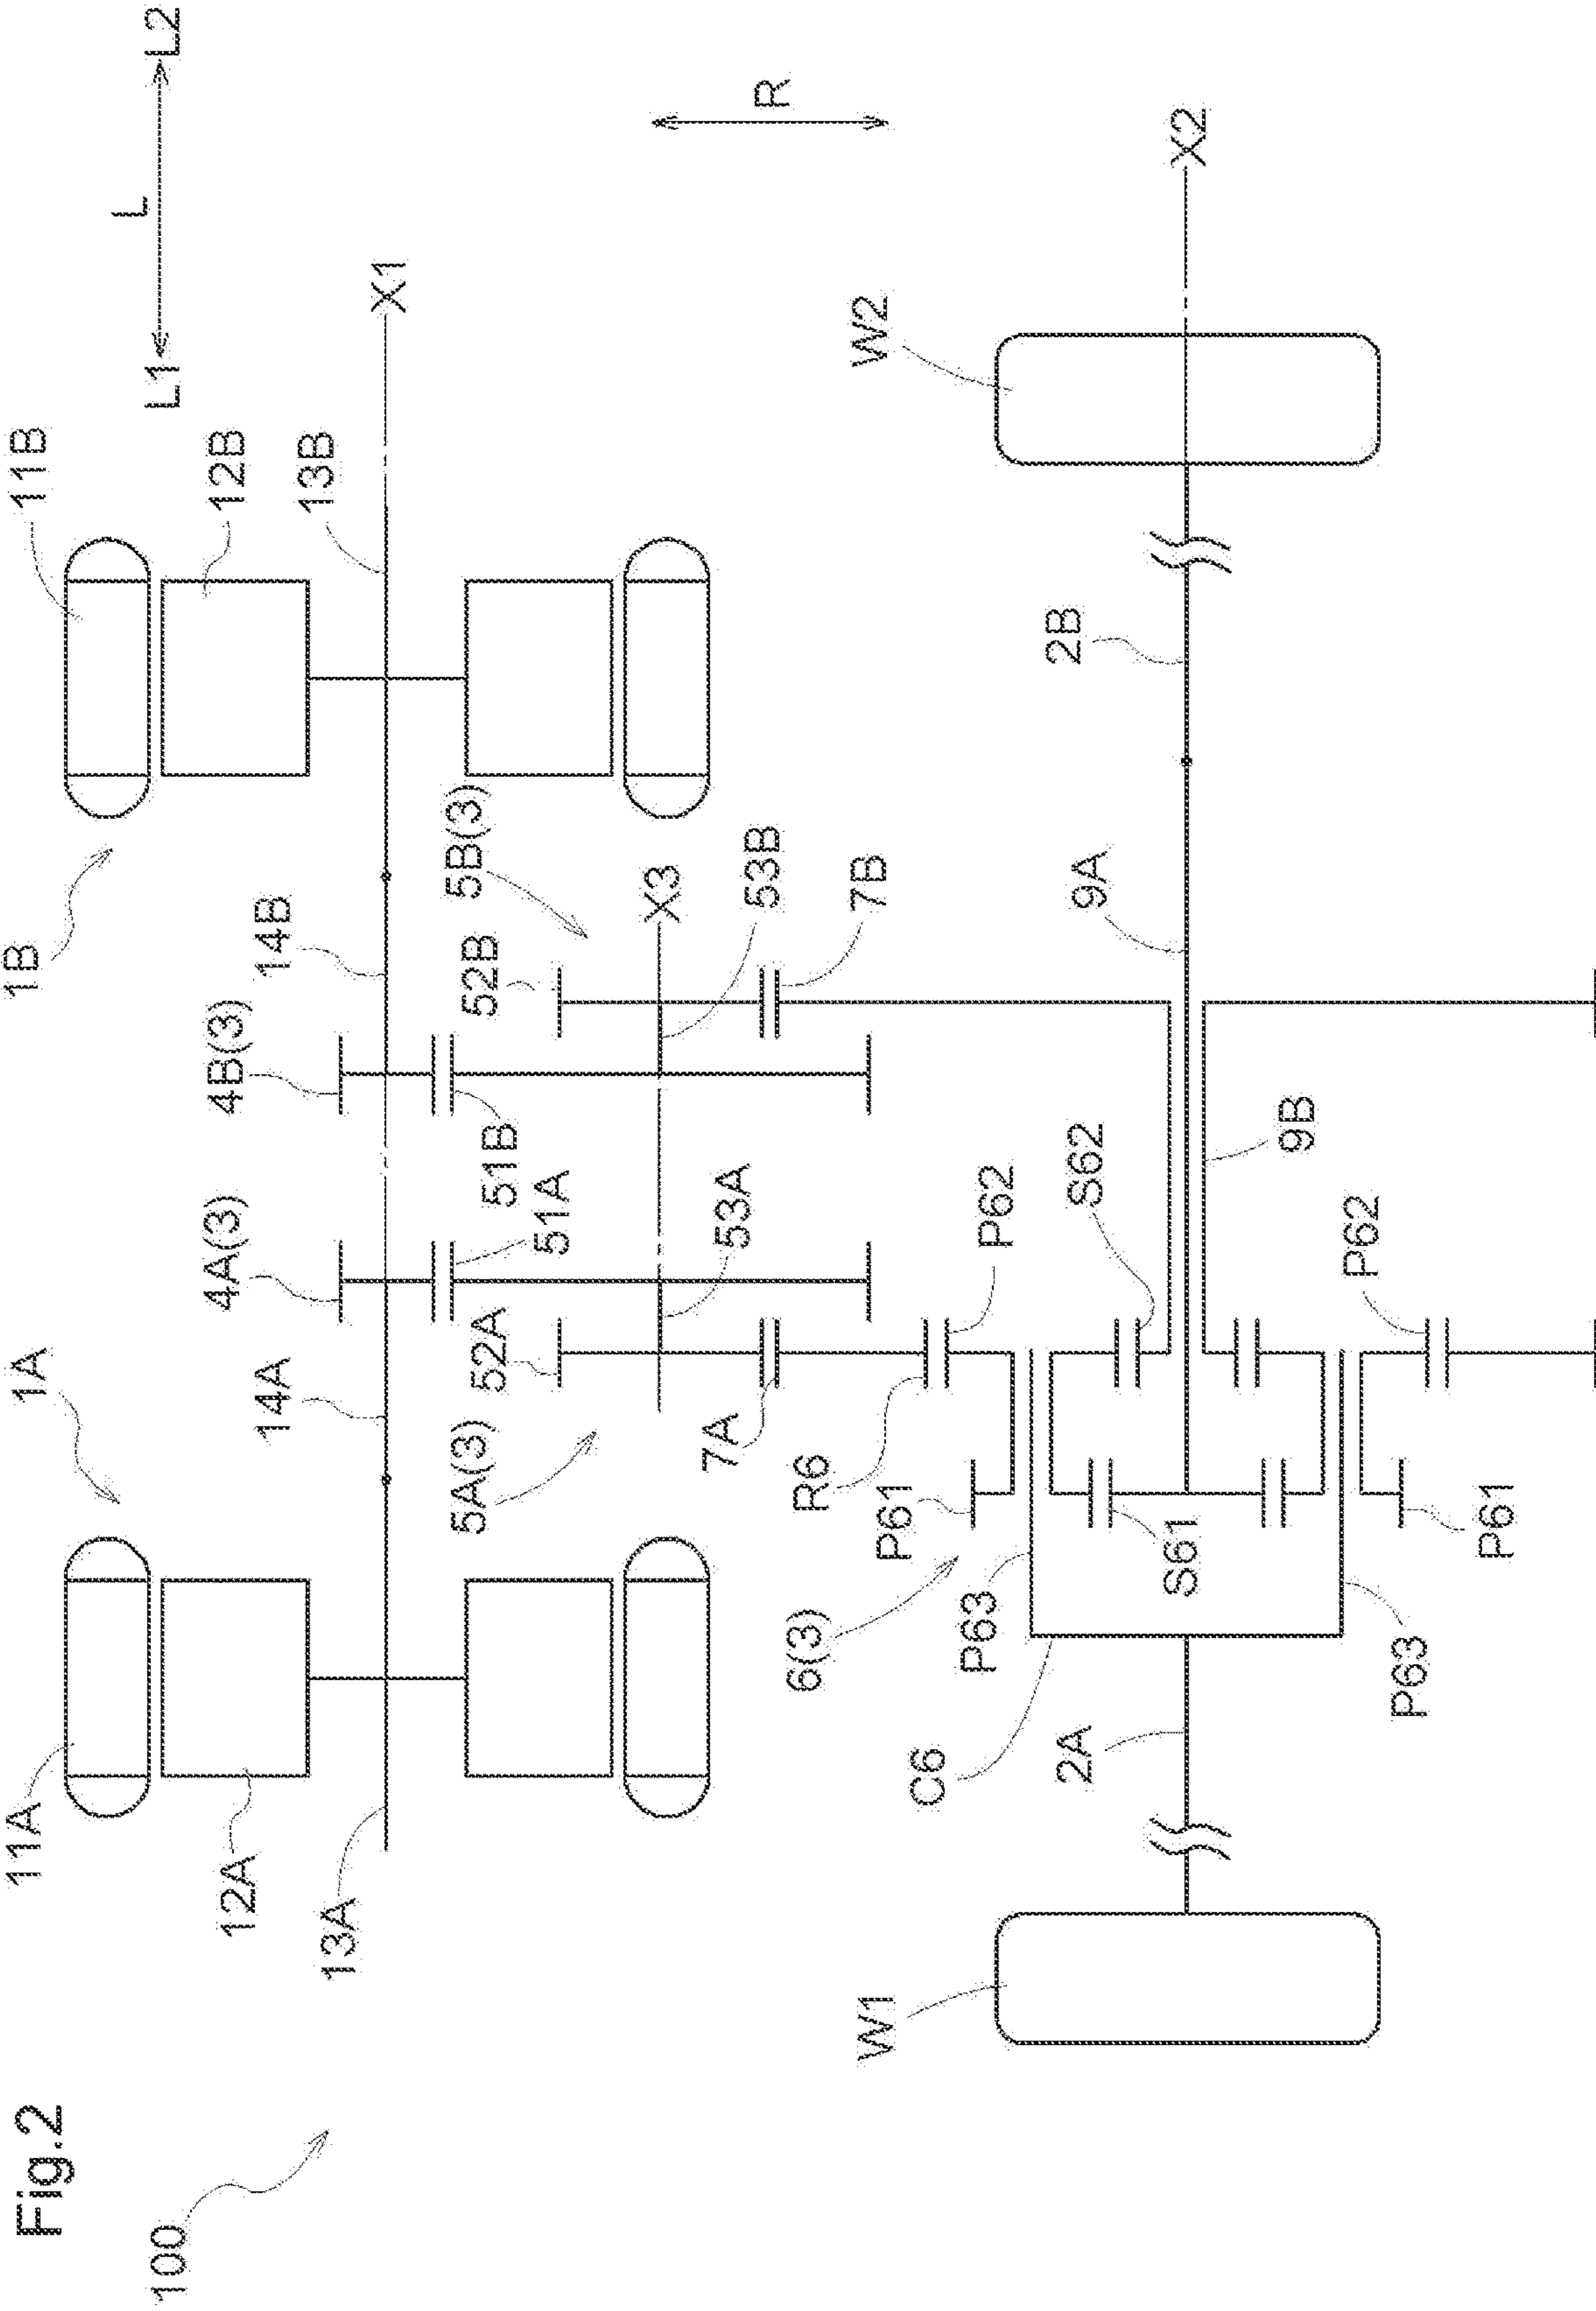 Fig.2
100
1A
1B
11A
11B
12A
12B
13A
13B
L
L1
L2
4A(3)
4B(3)
14A
14B
X1
51A
51B
52A
52B
5A(3)
5B(3)
X3
53A
53B
R
7A
7B
R6
P61
P62
6(3)
P63
C6
W1
W2
2A
2B
S61
S62
9A
9B
X2
P62
P61
P63